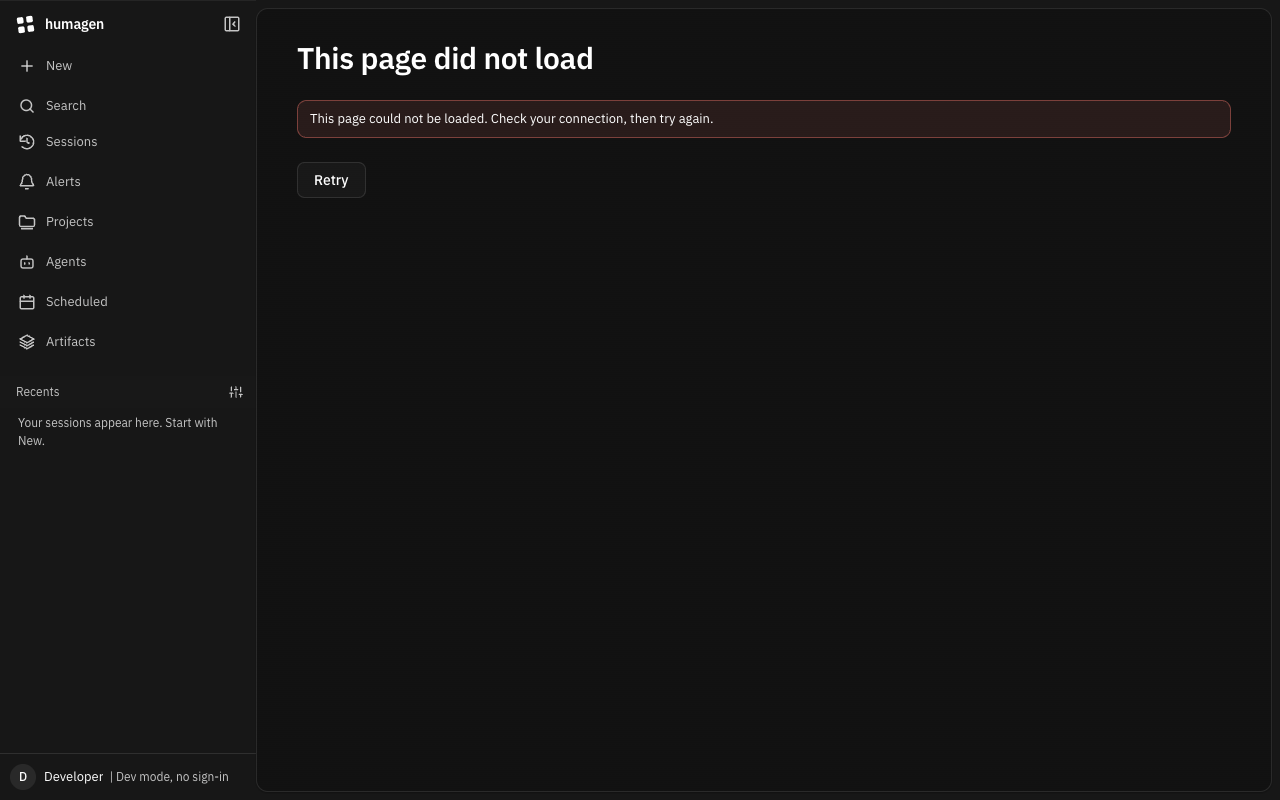 humagen
New
Search
Sessions
Alerts
Projects
Agents
Scheduled
Artifacts
Recents
Your sessions appear here. Start with
New.
D
Developer | Dev mode, no sign-in
This page did not load
This page could not be loaded. Check your connection, then try again.
Retry